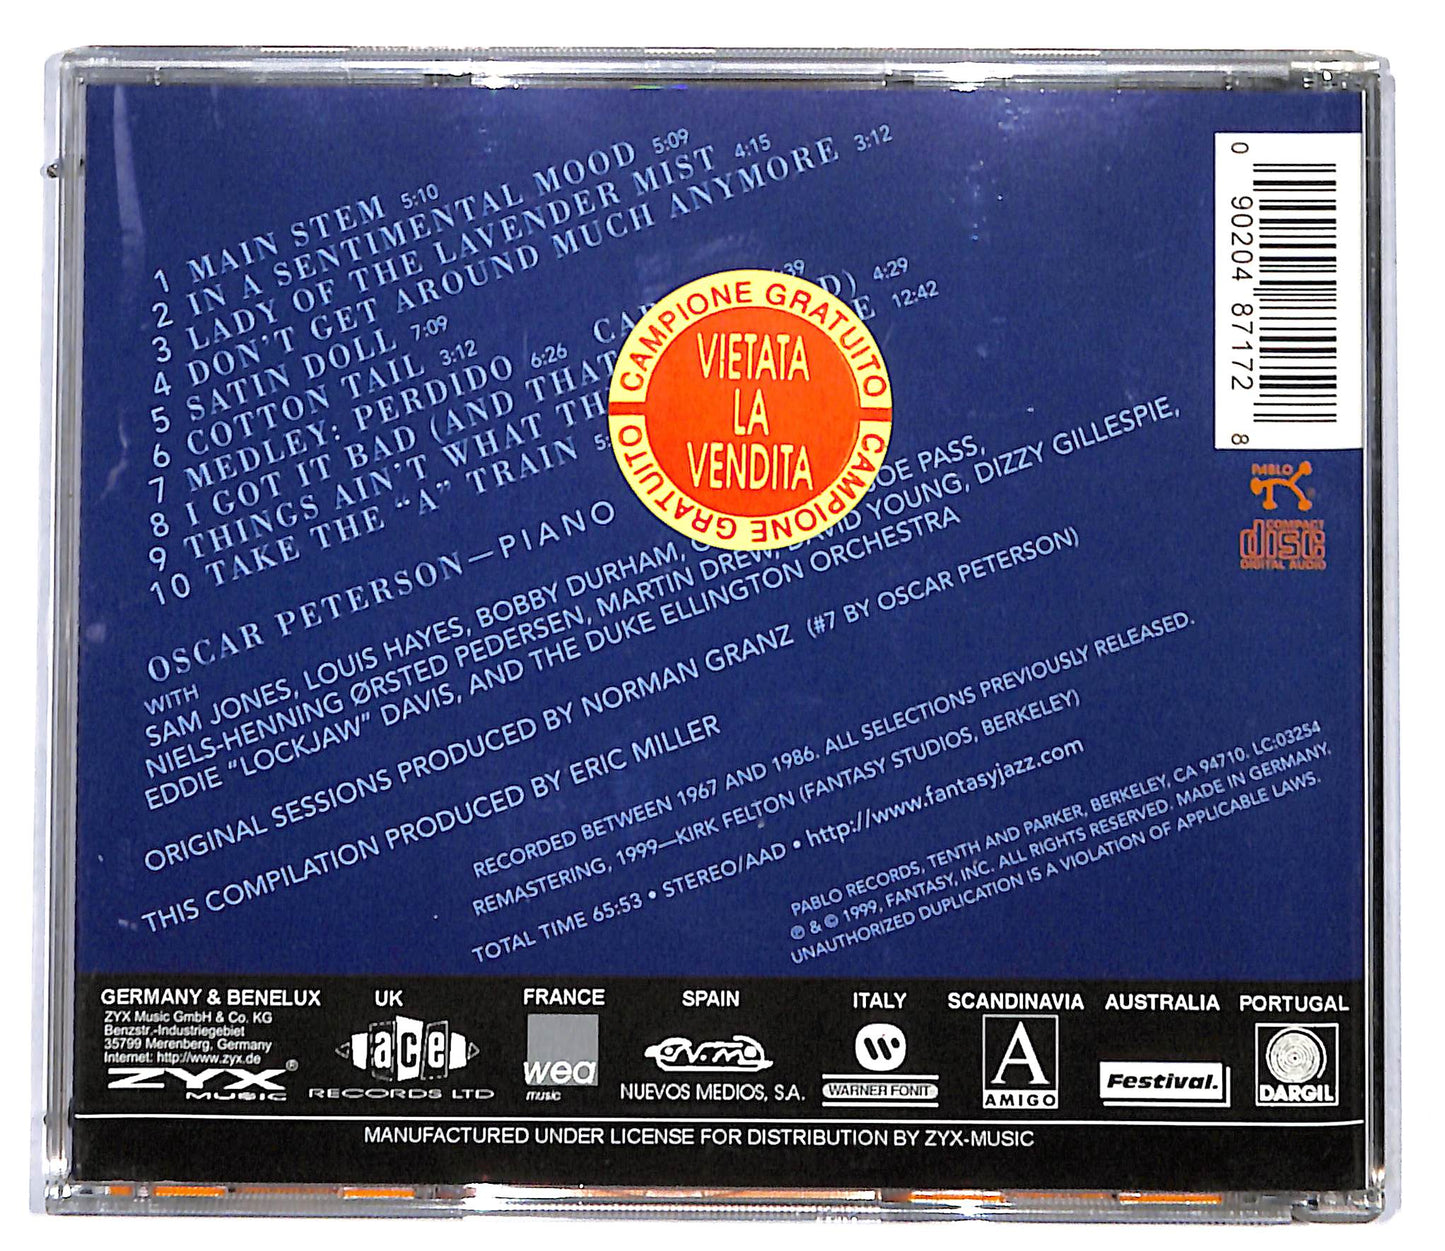 1 MAIN STEM 5:10
2 IN A SENTIMENTAL MOOD 5:09
3 LADY OF THE LAVENDER MIST 4:15
4 DON'T GET AROUND MUCH ANYMORE 3:12
5 SATIN DOLL 7:09
6 COTTON TAIL 3:12
7 MEDLEY: PERDIDO 6:26
8 I GOT IT BAD (AND THAT 4:29
9 THINGS AIN'T WHAT 12:42
10 TAKE THE "A" TRAIN
CAMPIONE GRATUITO
VIETATA
LA
VENDITA
CAMPIONE GRATUITO
OSCAR PETERSON—PIANO
WITH
SAM JONES, LOUIS HAYES, BOBBY DURHAM, PASS,
NIELS-HENNING ØRSTED PEDERSEN, MARTIN DREW, DAVID YOUNG, DIZZY GILLESPIE,
EDDIE "LOCKJAW" DAVIS, AND THE DUKE ELLINGTON ORCHESTRA
ORIGINAL SESSIONS PRODUCED BY NORMAN GRANZ (#7 BY OSCAR PETERSON)
THIS COMPILATION PRODUCED BY ERIC MILLER
RECORDED BETWEEN 1967 AND 1986. ALL SELECTIONS PREVIOUSLY RELEASED.
REMASTERING, 1999—KIRK FELTON (FANTASY STUDIOS, BERKELEY)
TOTAL TIME 65:53 • STEREO/AAD • http://www.fantasyjazz.com
PABLO RECORDS, TENTH AND PARKER, BERKELEY, CA 94710. LC:03254
℗ & © 1999, FANTASY, INC. ALL RIGHTS RESERVED. MADE IN GERMANY.
UNAUTHORIZED DUPLICATION IS A VIOLATION OF APPLICABLE LAWS.
0 90204 87172 8
PABLO
COMPACT
disc
DIGITAL AUDIO
GERMANY & BENELUX
ZYX Music GmbH & Co. KG
Benzstr.-Industriegebiet
35799 Merenberg, Germany
Internet: http://www.zyx.de
ZYX®
MUSIC
UK
ace
RECORDS LTD
FRANCE
wea
music
SPAIN
NUEVOS MEDIOS, S.A.
ITALY
WARNER FONIT
SCANDINAVIA
A
AMIGO
AUSTRALIA
Festival.
PORTUGAL
DARGIL
MANUFACTURED UNDER LICENSE FOR DISTRIBUTION BY ZYX-MUSIC